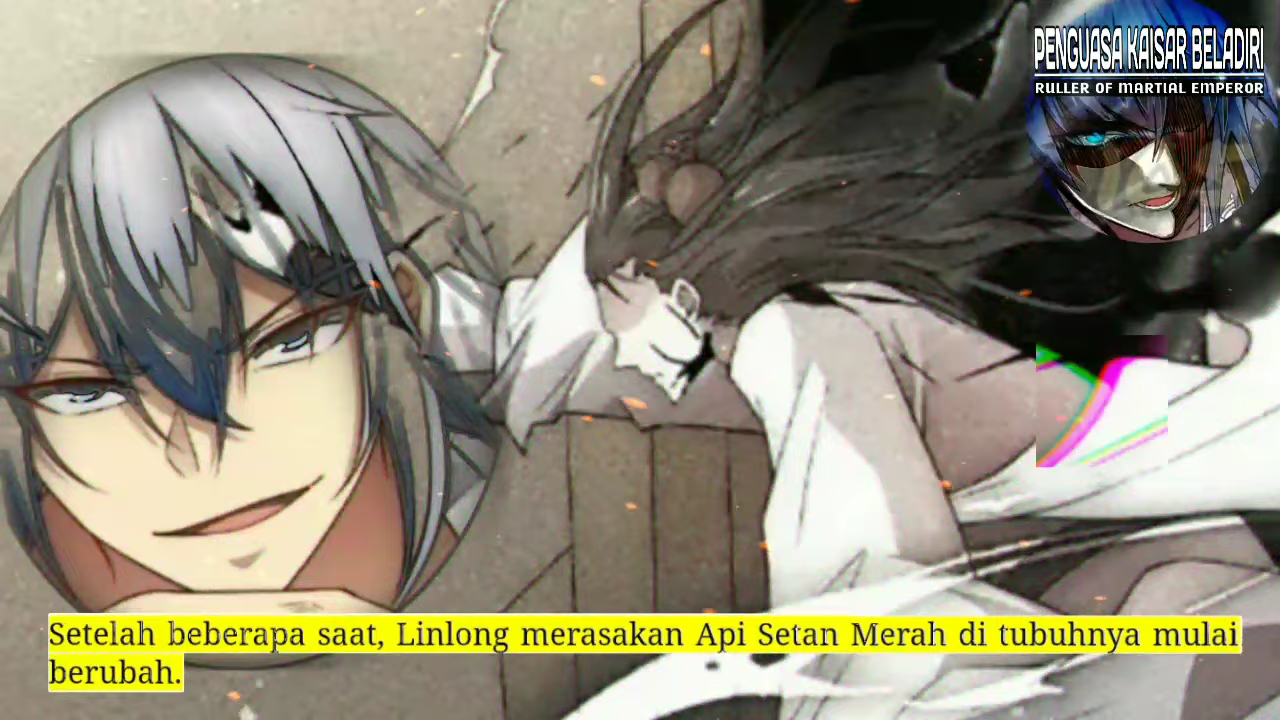 PENGUASA KAISAR BELADIRI
RULLER OF MARTIAL EMPEROR
Setelah beberapa saat, Linlong merasakan Api Setan Merah di tubuhnya mulai
berubah.